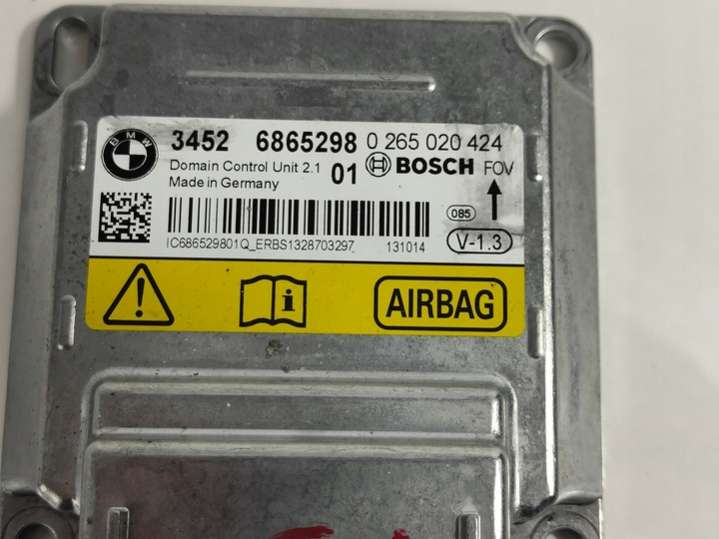 BMW
3452 6865298 0 265 020 424
Domain Control Unit 2.1 01 BOSCH FOV
Made in Germany
085
V-1.3
IC686529801Q_ERBS1328703297 131014
i AIRBAG